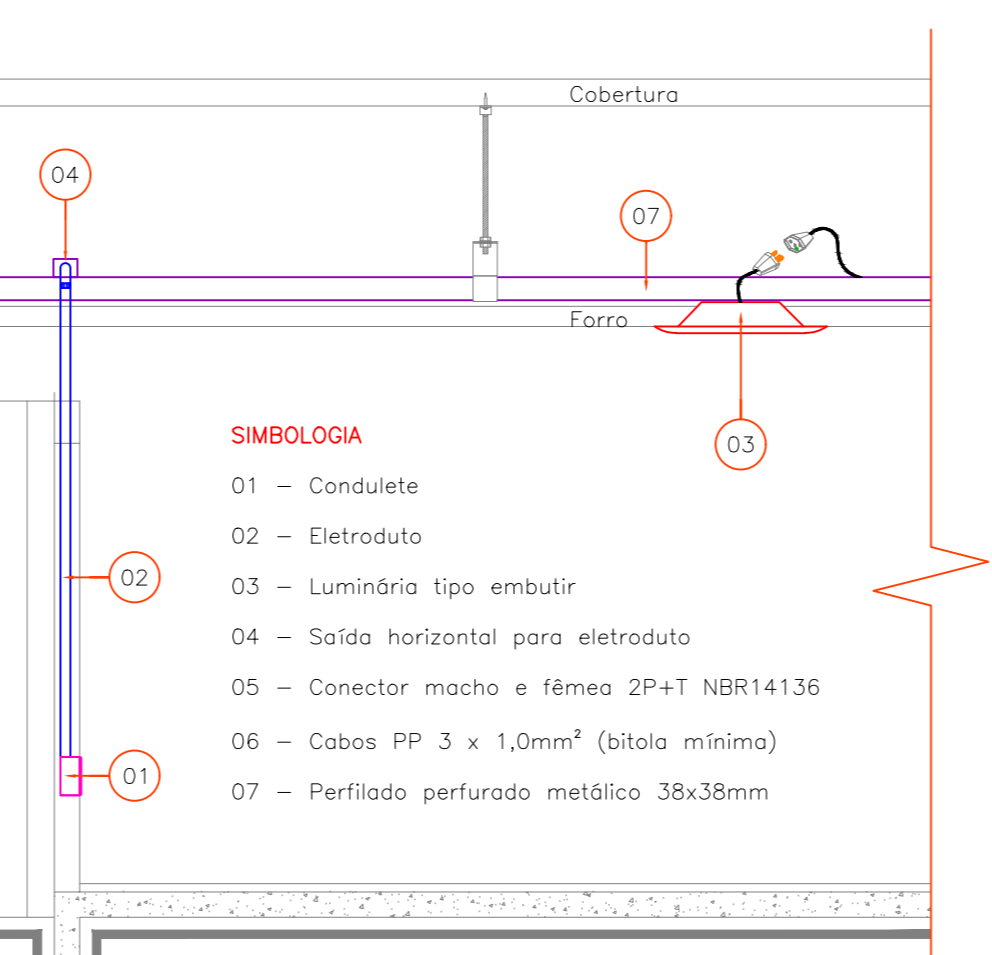 Cobertura
04
07
Forro
03
SIMBOLOGIA
01 – Condulete
02 – Eletroduto
02
03 – Luminária tipo embutir
04 – Saída horizontal para eletroduto
05 – Conector macho e fêmea 2P+T NBR14136
06 – Cabos PP 3 x 1,0mm² (bitola mínima)
01
07 – Perfilado perfurado metálico 38x38mm